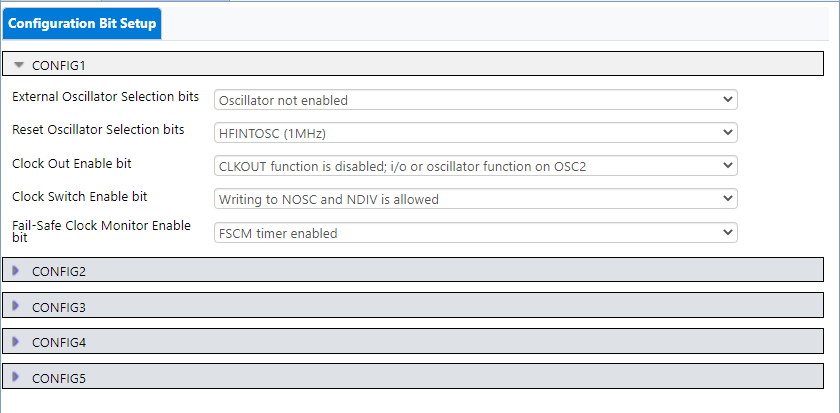 Configuration Bit Setup
CONFIG1
External Oscillator Selection bits
Oscillator not enabled
Reset Oscillator Selection bits
HFINTOSC (1MHz)
Clock Out Enable bit
CLKOUT function is disabled; i/o or oscillator function on OSC2
Clock Switch Enable bit
Writing to NOSC and NDIV is allowed
Fail-Safe Clock Monitor Enable
bit
FSCM timer enabled
CONFIG2
CONFIG3
CONFIG4
CONFIG5